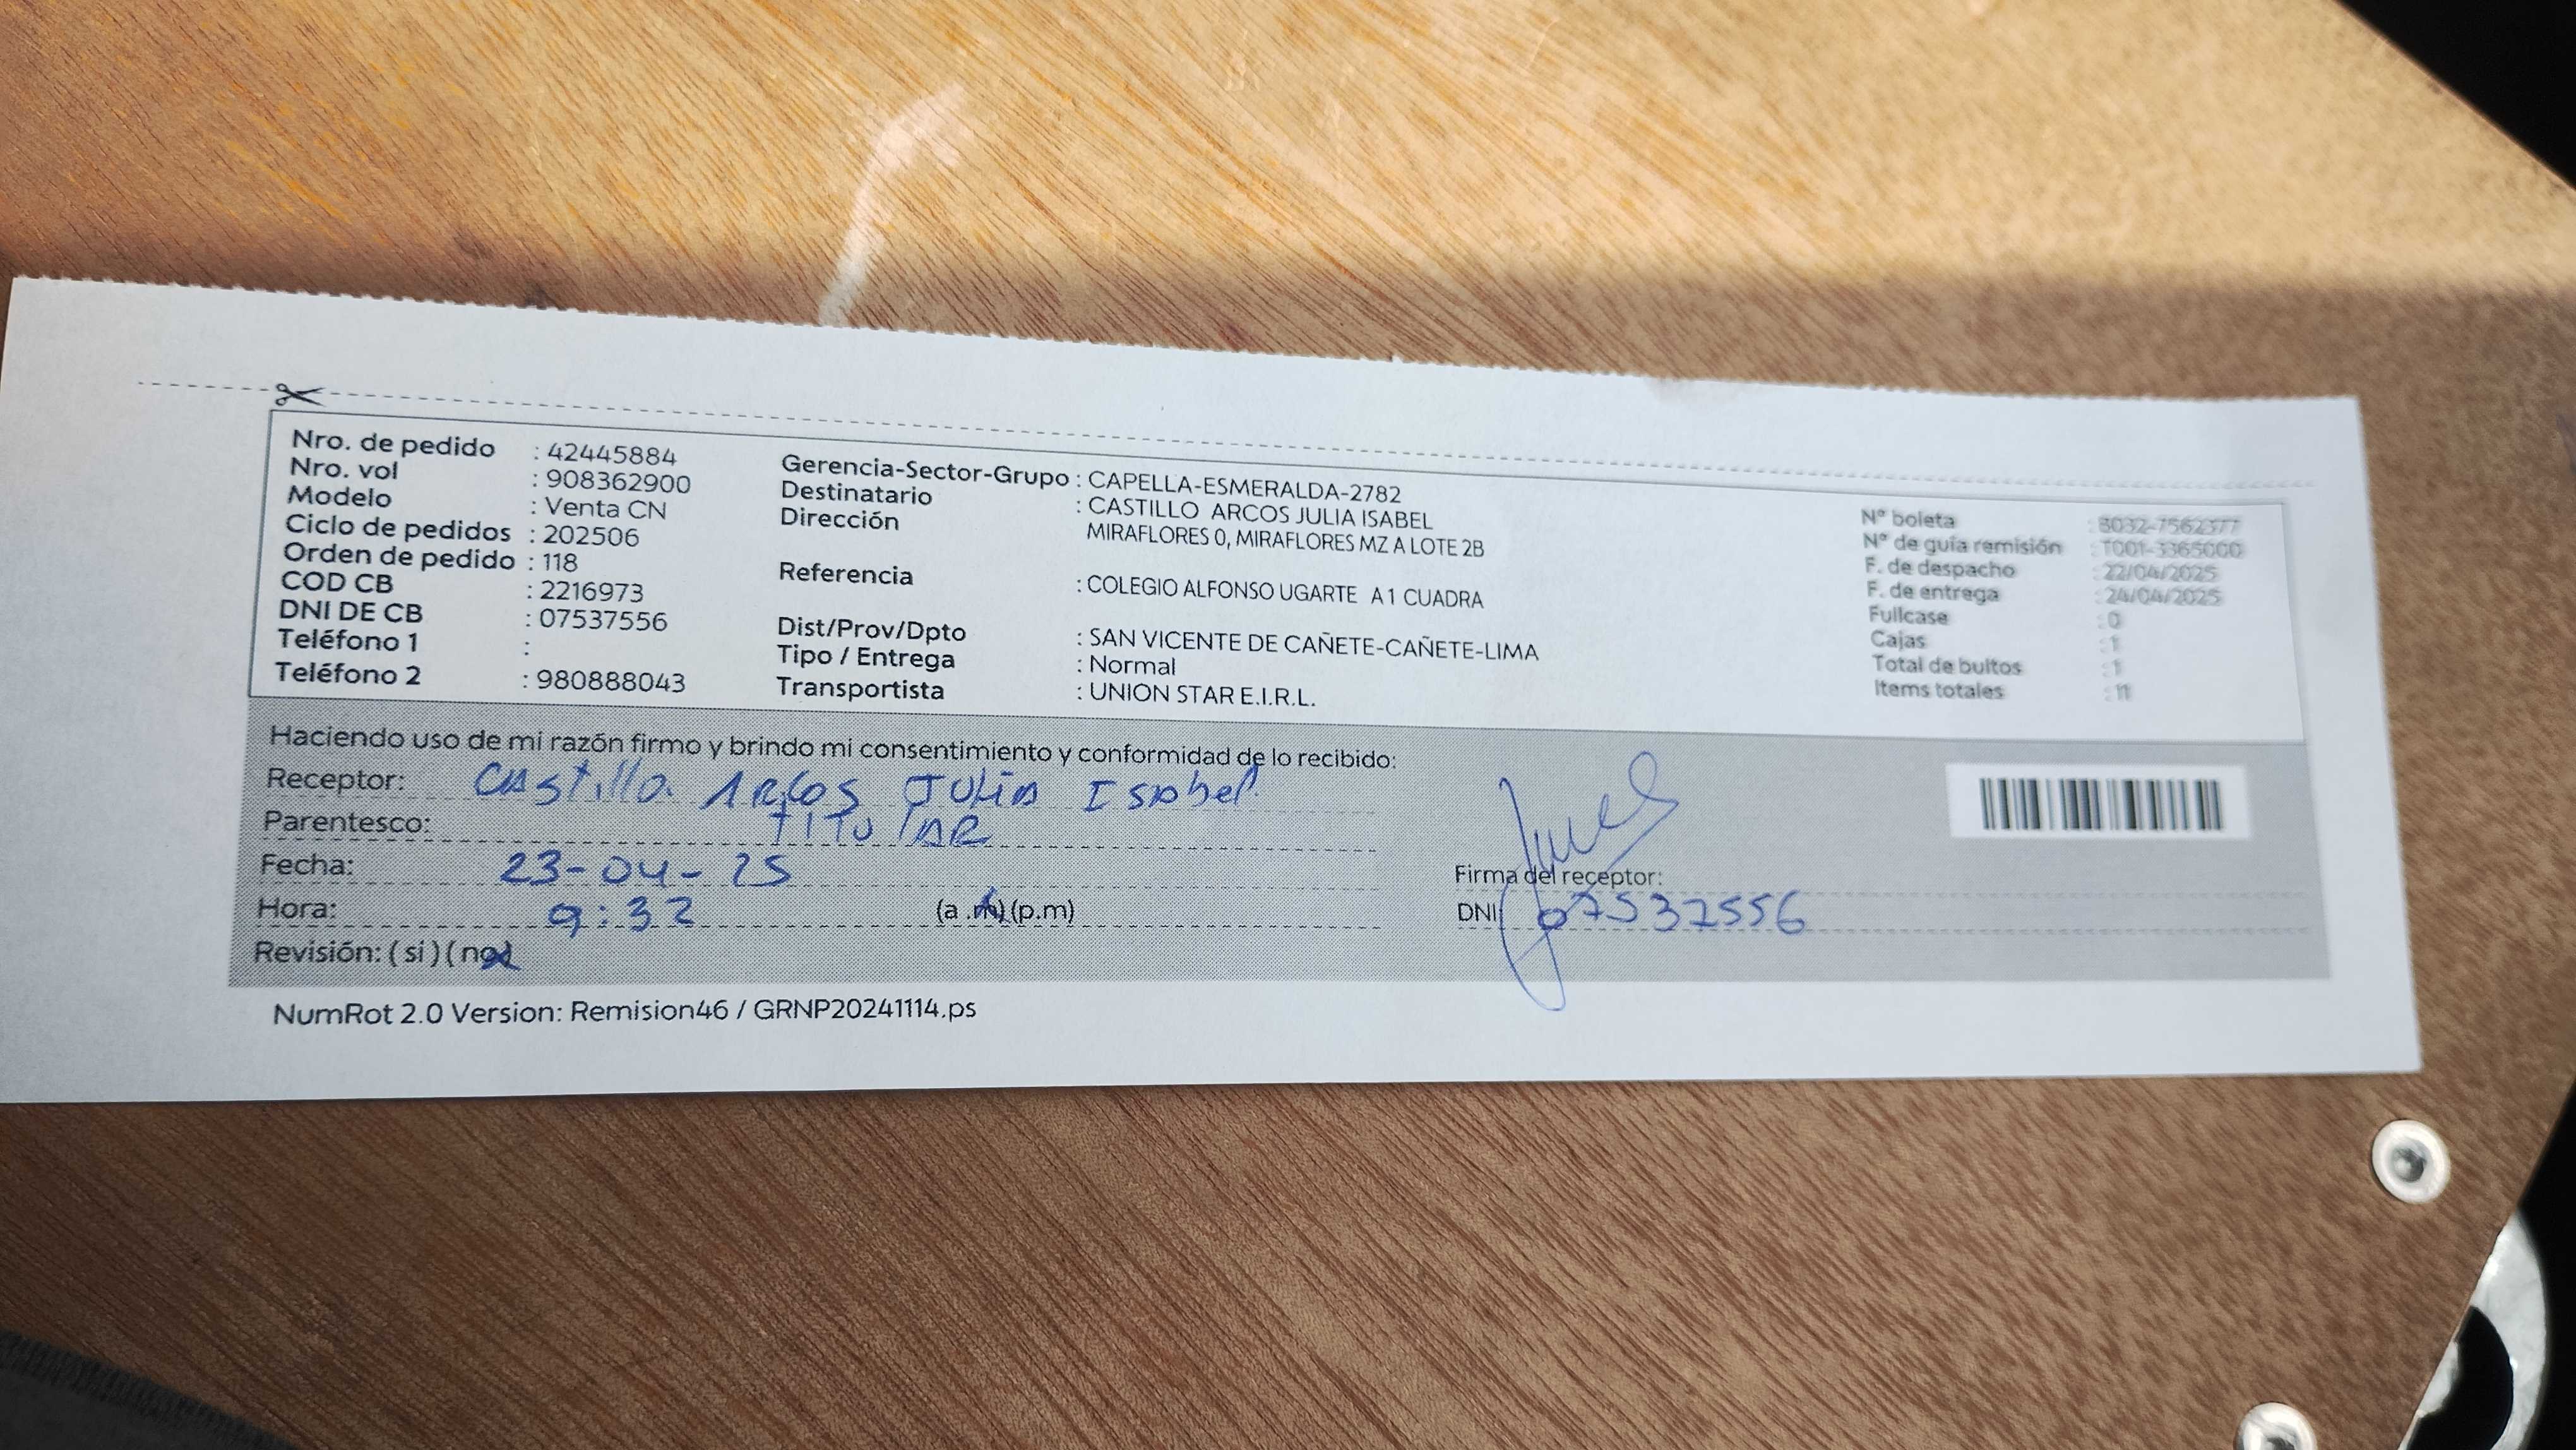 Nro. de pedido : 42445884
Nro. vol : 908362900
Modelo : Venta CN
Ciclo de pedidos : 202506
Orden de pedido : 118
COD CB : 2216973
DNI DE CB : 07537556
Teléfono 1 :
Teléfono 2 : 980888043
Gerencia-Sector-Grupo : CAPELLA-ESMERALDA-2782
Destinatario : CASTILLO ARCOS JULIA ISABEL
Dirección MIRAFLORES 0, MIRAFLORES MZ A LOTE 2B
Referencia : COLEGIO ALFONSO UGARTE A 1 CUADRA
Dist/Prov/Dpto : SAN VICENTE DE CAÑETE-CAÑETE-LIMA
Tipo / Entrega : Normal
Transportista : UNION STAR E.I.R.L.
N° boleta : B032-7562377
N° de guía remisión : T001-3365000
F. de despacho : 22/04/2025
F. de entrega : 24/04/2025
Fullcase : 0
Cajas : 1
Total de bultos : 1
Items totales : 11
Haciendo uso de mi razón firmo y brindo mi consentimiento y conformidad de lo recibido:
Receptor: CAStillo ARCOS JULIA ISABel
Parentesco: TITULAR
Fecha: 23-04-25
Hora: 9:32 (a.m) (p.m)
Revisión: ( si ) ( no )
Firma del receptor:
DNI 07537556
NumRot 2.0 Version: Remision46 / GRNP20241114.ps